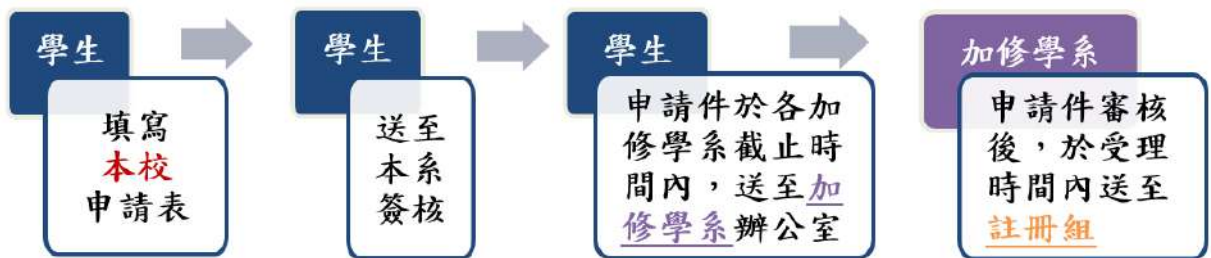 學生
填寫
本校
申請表
學生
送至
本系
簽核
學生
申請件於各加
修學系截止時
間內，送至加
修學系辦公室
加修學系
申請件審核
後，於受理
時間內送至
註冊組